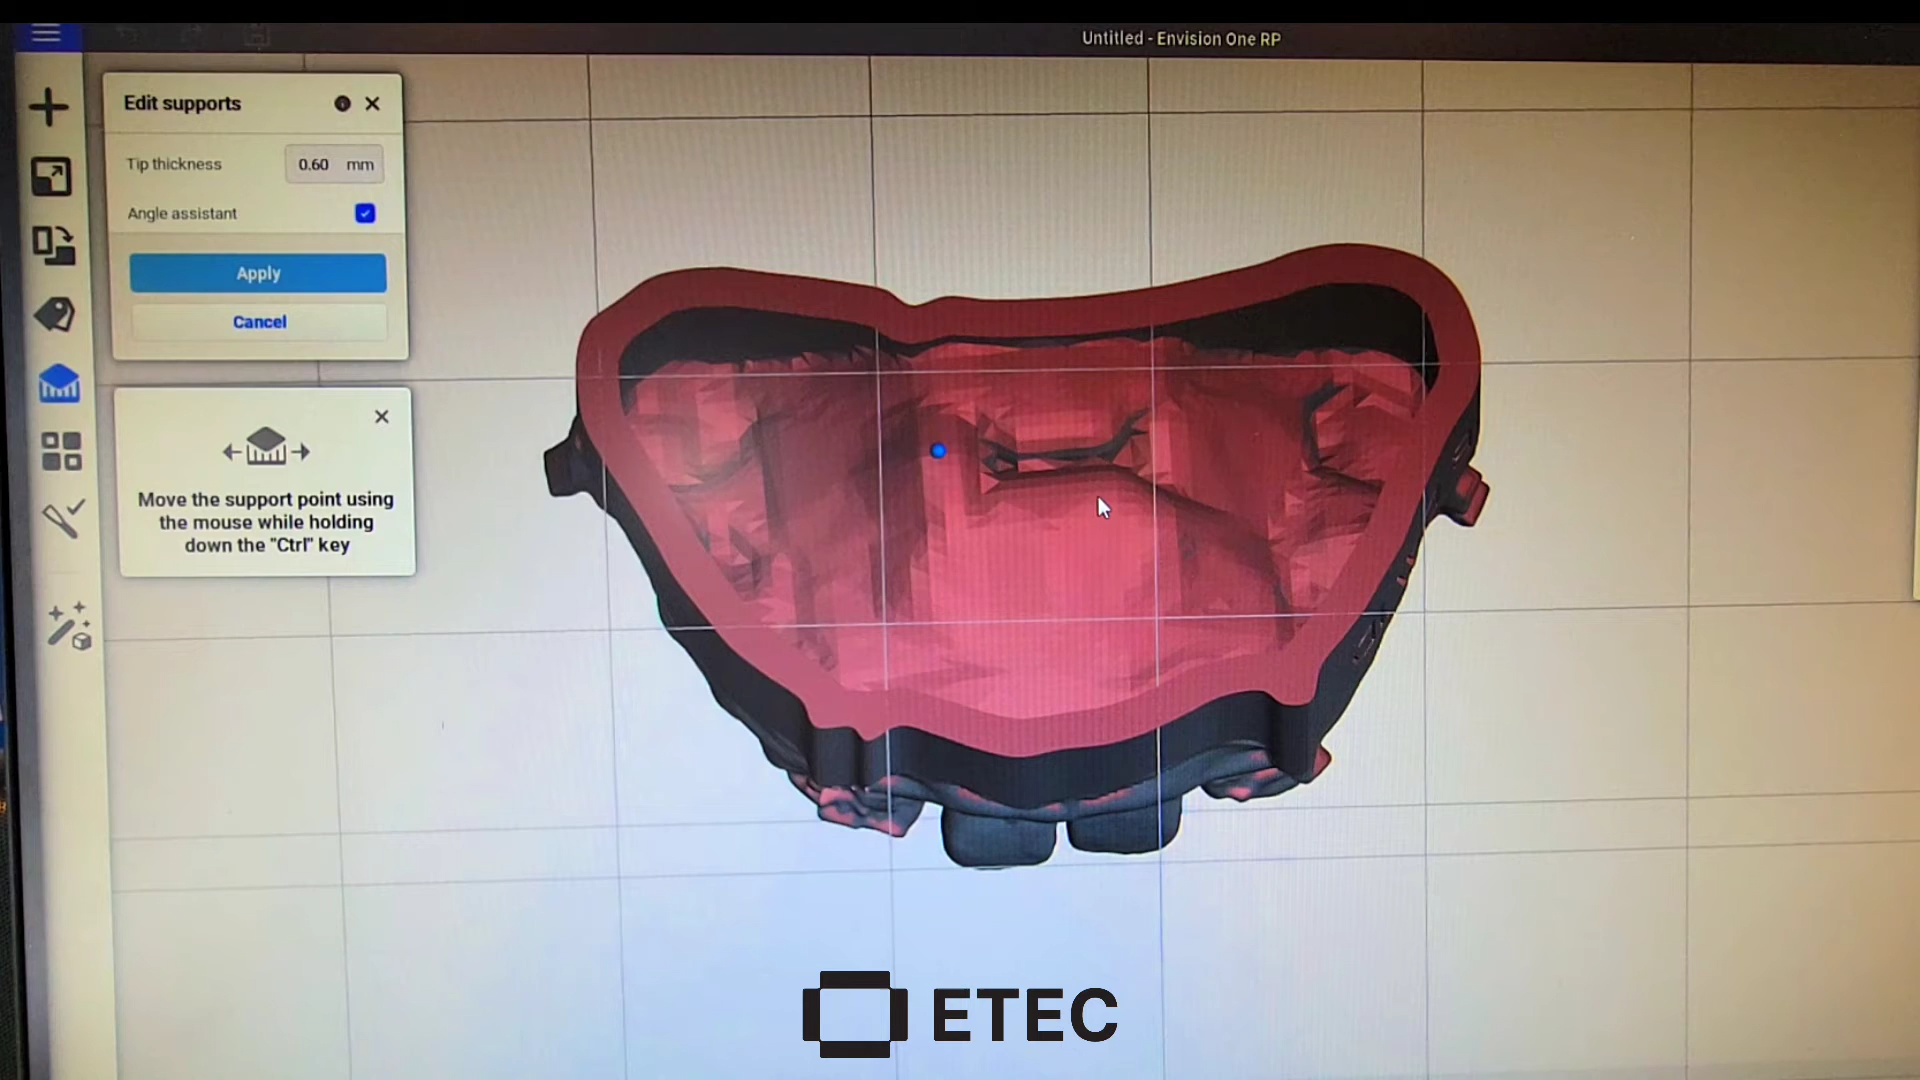 Untitled - Envision One RP
Edit supports
Tip thickness
0.60 mm
Angle assistant
Apply
Cancel
Move the support point using
the mouse while holding
down the "Ctrl" key
ETEC